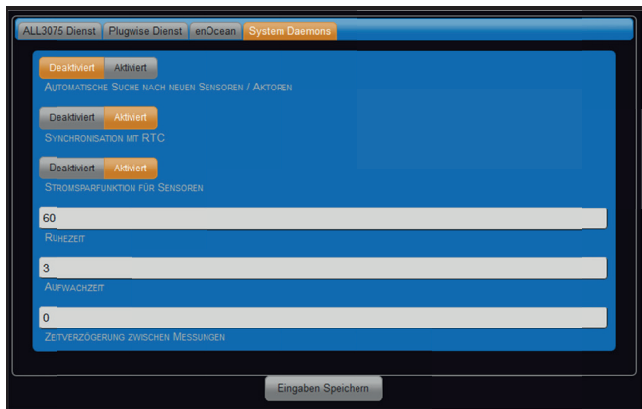 ALL3075 Dienst Plugwise Dienst enOcean System Daemons
Deaktiviert Aktiviert
Automatische Suche nach neuen Sensoren / Aktoren
Deaktiviert Aktiviert
Synchronisation mit RTC
Deaktiviert Aktiviert
Stromsparfunktion für Sensoren
60
Ruhezeit
3
Aufwachzeit
0
Zeitverzögerung zwischen Messungen
Eingaben Speichern